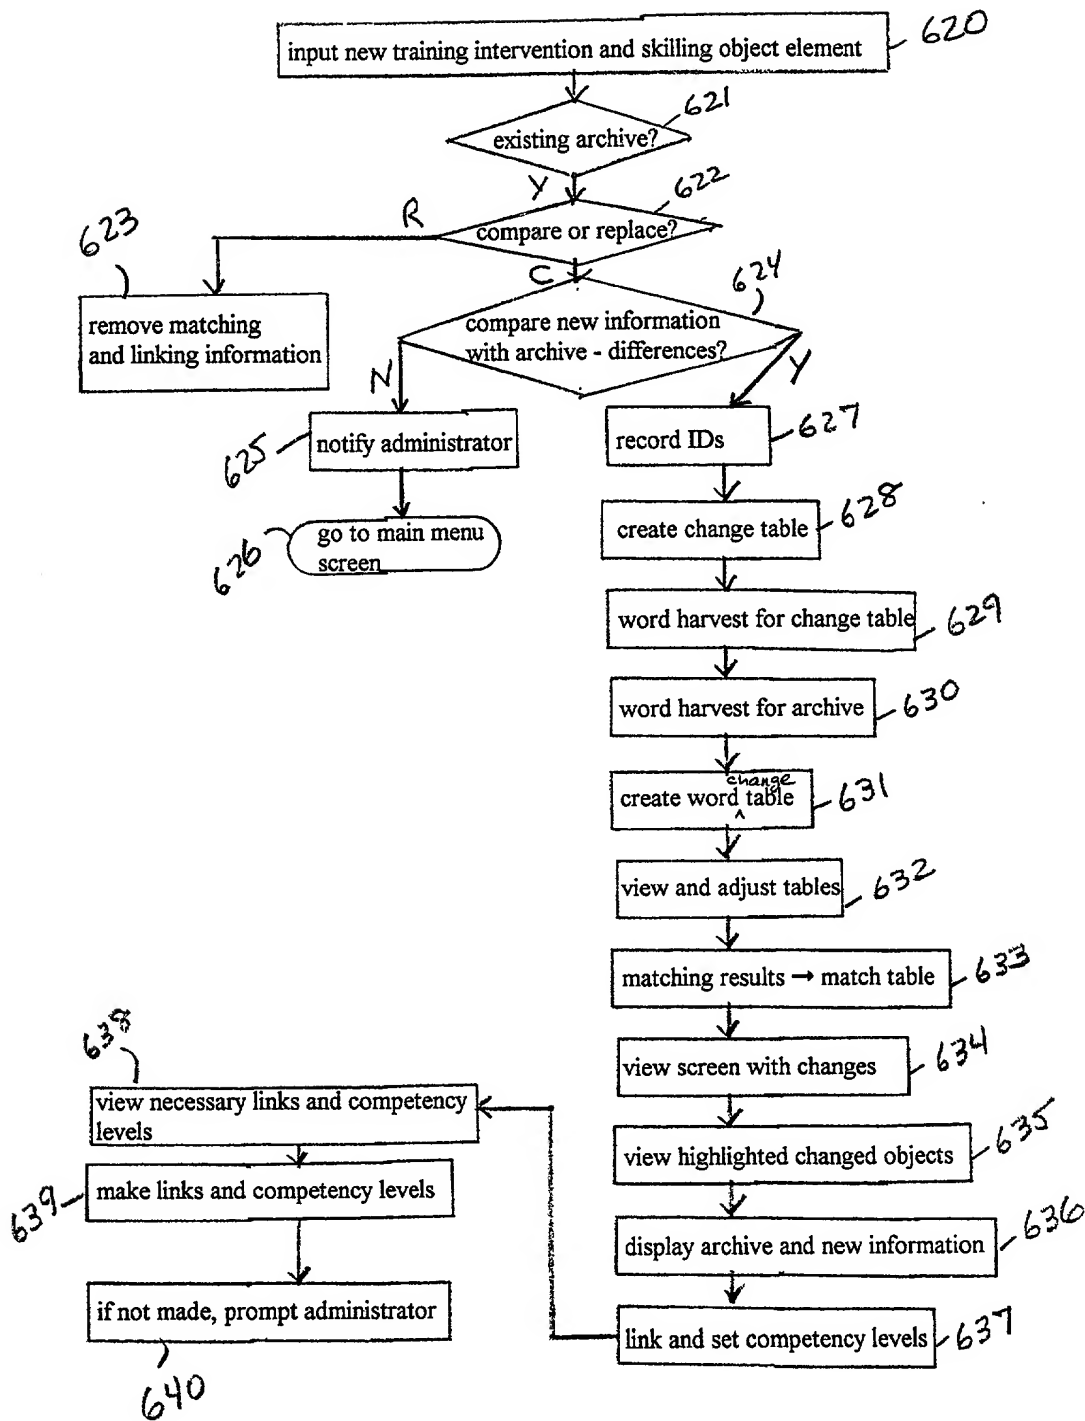 input new training intervention and skilling object element
620
existing archive?
621
Y
compare or replace?
622
R
623
remove matching
and linking information
C
compare new information
with archive - differences?
624
N
Y
625
notify administrator
626
go to main menu
screen
record IDs
627
create change table
628
word harvest for change table
629
word harvest for archive
630
change
create word ^ table
631
view and adjust tables
632
matching results → match table
633
view screen with changes
634
view highlighted changed objects
635
display archive and new information
636
link and set competency levels
637
638
view necessary links and competency
levels
639
make links and competency levels
if not made, prompt administrator
640